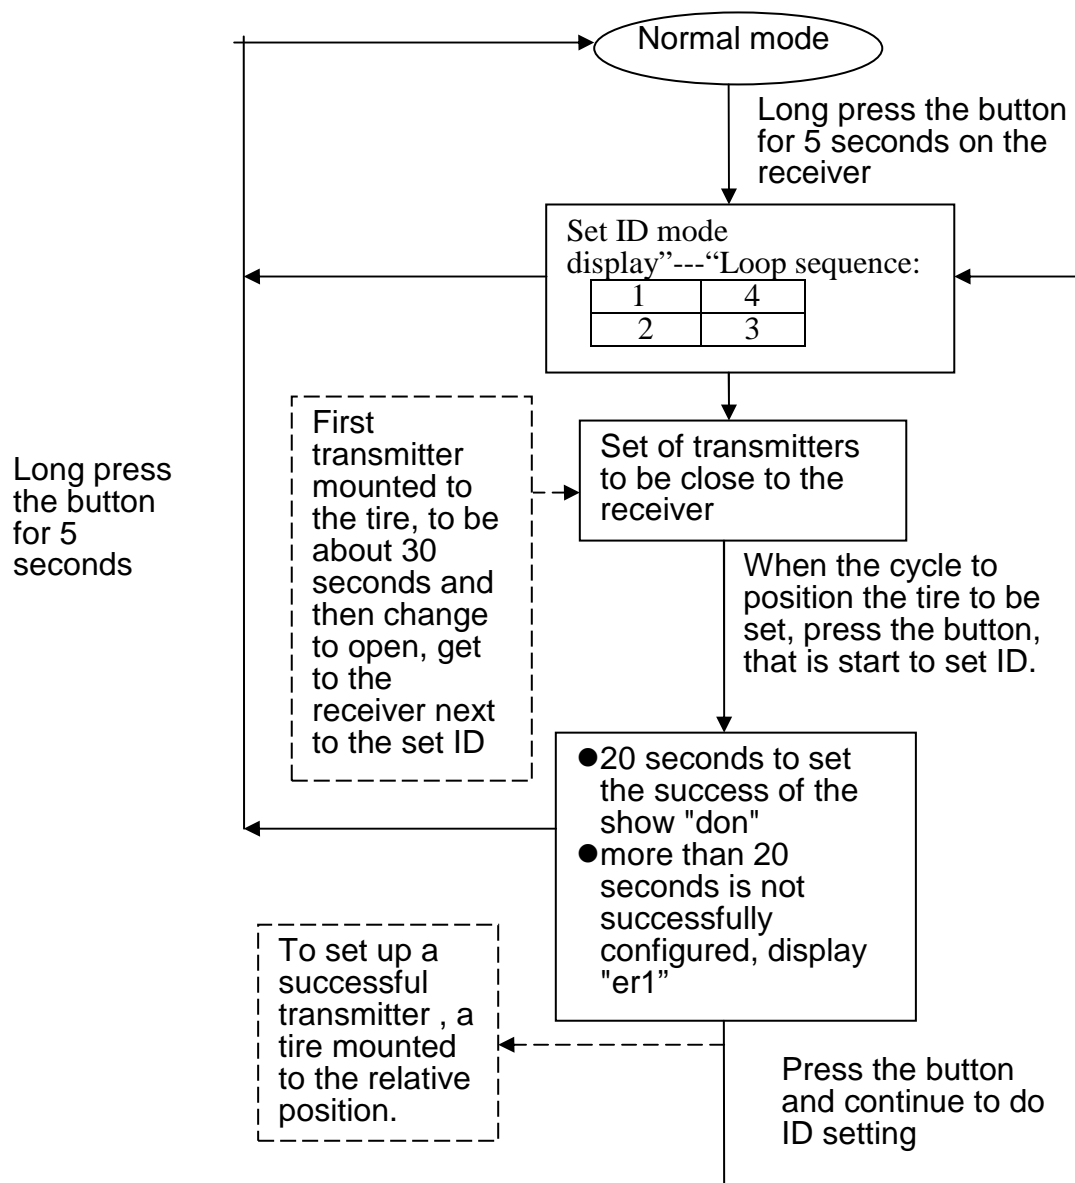 Normal mode
Long press the button
for 5 seconds on the
receiver
Set ID mode
display”---“Loop sequence:
1 4
2 3
First
transmitter
mounted to
the tire, to be
about 30
seconds and
then change
to open, get
to the
receiver next
to the set ID
Set of transmitters
to be close to the
receiver
Long press
the button
for 5
seconds
When the cycle to
position the tire to be
set, press the button,
that is start to set ID.
●20 seconds to set
the success of the
show "don"
●more than 20
seconds is not
successfully
configured, display
"er1”
To set up a
successful
transmitter , a
tire mounted
to the relative
position.
Press the button
and continue to do
ID setting